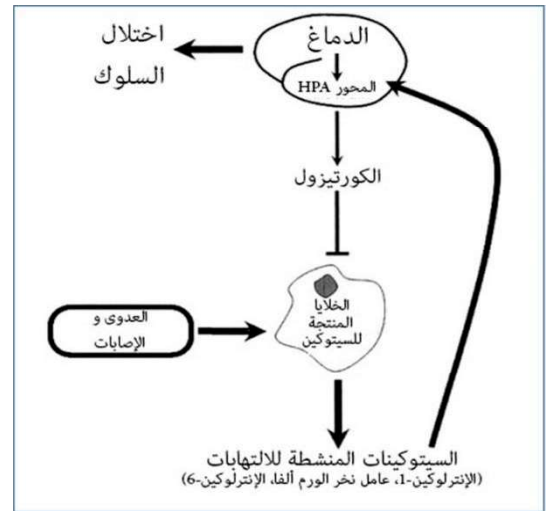 الدماغ
المحور HPA
اختلال
السلوك
الكورتيزول
الخلايا
المنتجة
للسيتوكين
العدوى و
الإصابات
السيتوكينات المنشطة للالتهابات
(الإنترلوكين-1، عامل نخر الورم ألفا، الإنترلوكين-6)